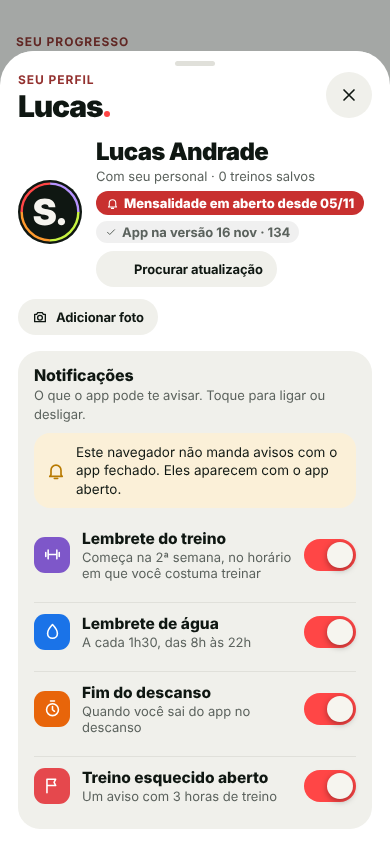 SEU PROGRESSO
SEU PERFIL
Lucas.
Lucas Andrade
Com seu personal · 0 treinos salvos
Mensalidade em aberto desde 05/11
App na versão 16 nov · 134
Procurar atualização
S.
Adicionar foto
Notificações
O que o app pode te avisar. Toque para ligar ou
desligar.
Este navegador não manda avisos com o
app fechado. Eles aparecem com o app
aberto.
Lembrete do treino
Começa na 2ª semana, no horário
em que você costuma treinar
Lembrete de água
A cada 1h30, das 8h às 22h
Fim do descanso
Quando você sai do app no
descanso
Treino esquecido aberto
Um aviso com 3 horas de treino